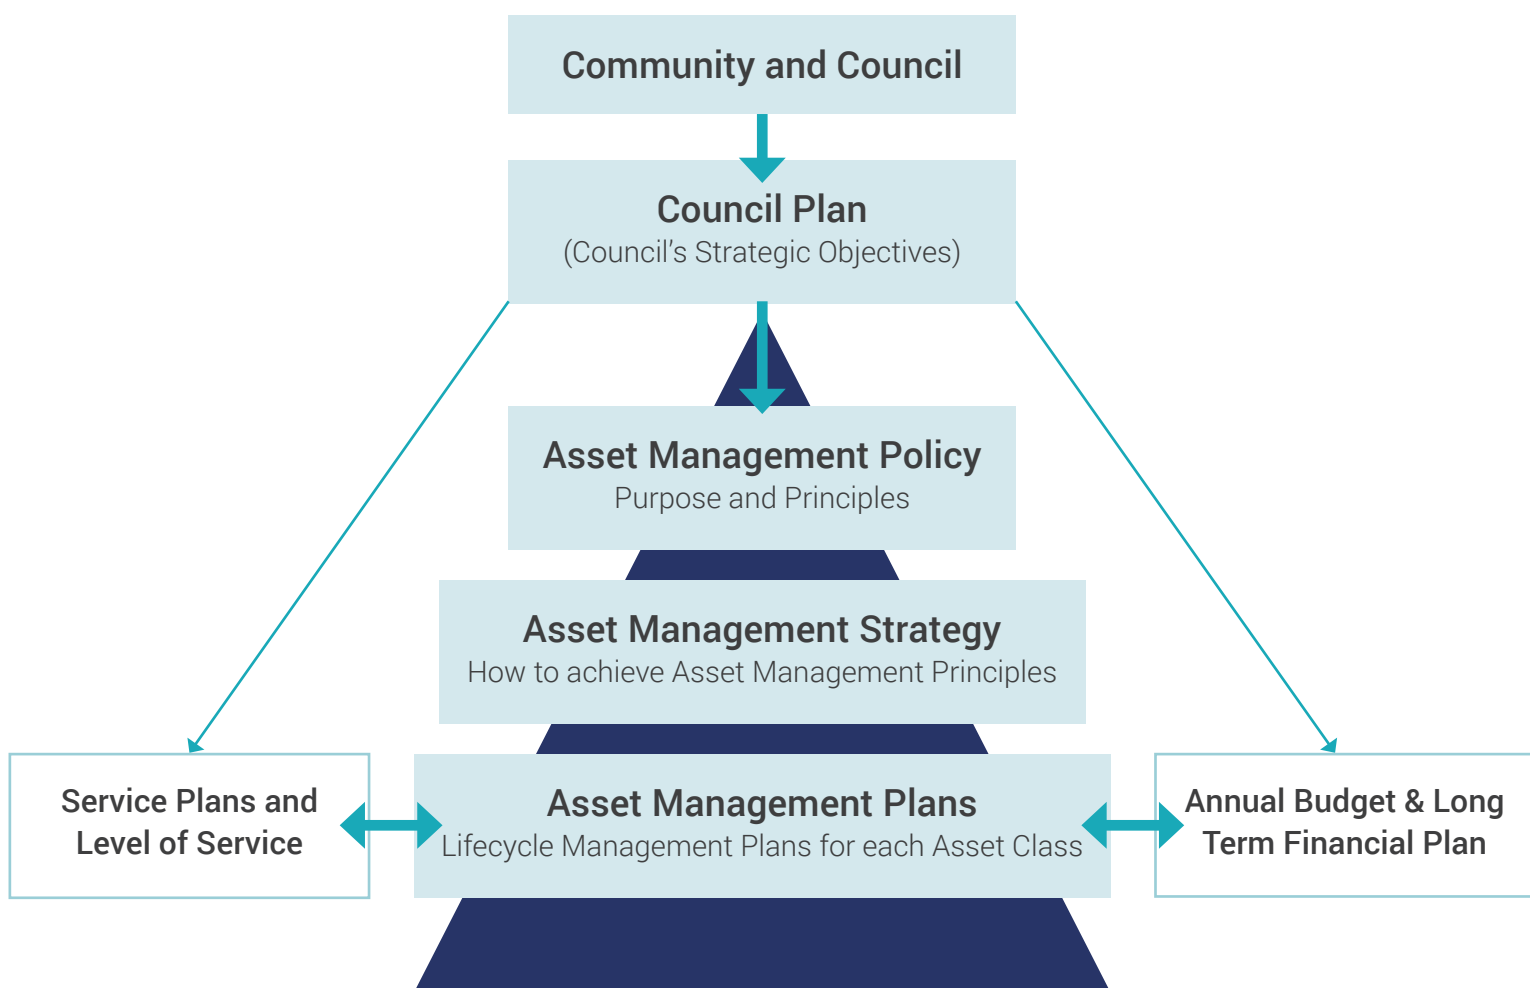 Community and Council
Council Plan
(Council's Strategic Objectives)
Asset Management Policy
Purpose and Principles
Asset Management Strategy
How to achieve Asset Management Principles
Service Plans and
Level of Service
Asset Management Plans
Lifecycle Management Plans for each Asset Class
Annual Budget & Long
Term Financial Plan